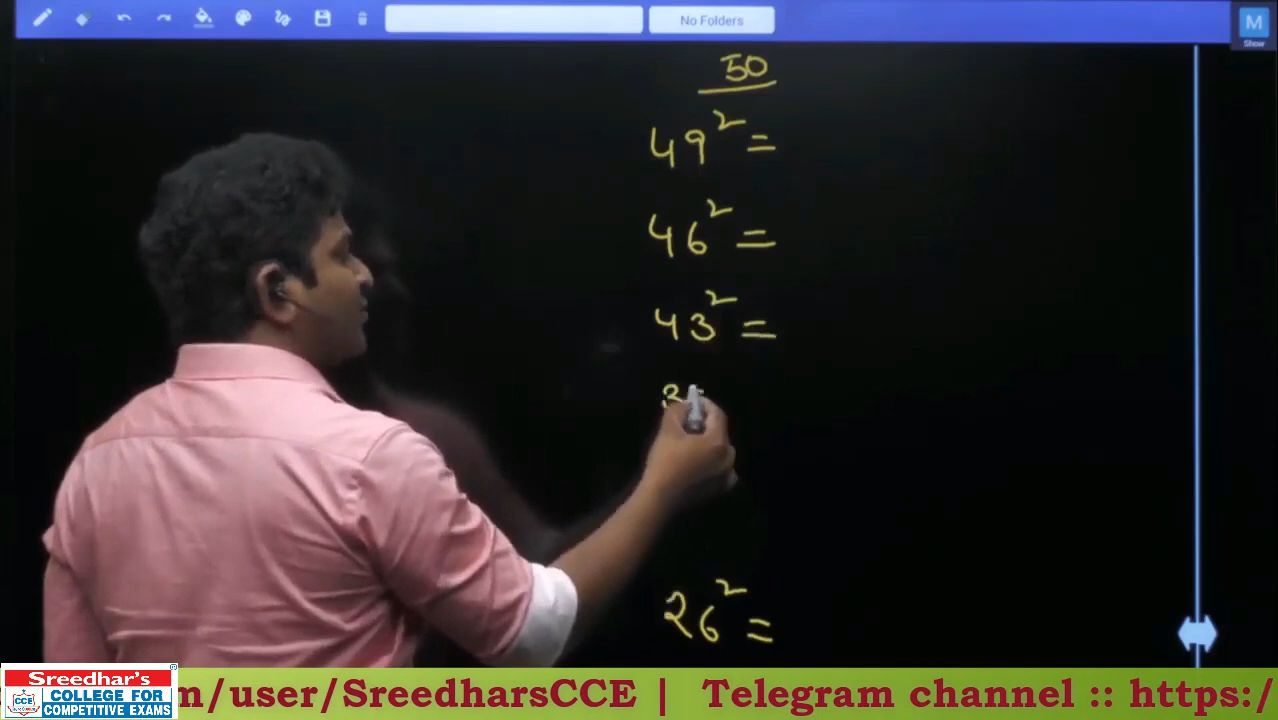 No Folders
M
Show
50
49² =
46² =
43² =
3
26² =
Sreedhar's
CCE
COLLEGE FOR
COMPETITIVE EXAMS
m/user/SreedharsCCE | Telegram channel :: https:/